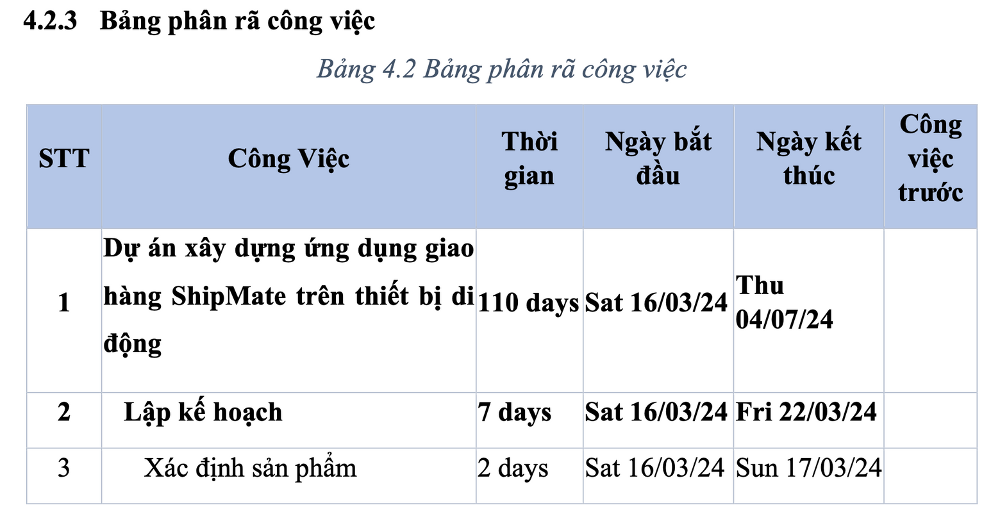 4.2.3 Bảng phân rã công việc
Bảng 4.2 Bảng phân rã công việc
STT
Công Việc
Thời
gian
Ngày bắt
đầu
Ngày kết
thúc
Công
việc
trước
1
Dự án xây dựng ứng dụng giao
hàng ShipMate trên thiết bị di
động
110 days
Sat 16/03/24
Thu
04/07/24
2
Lập kế hoạch
7 days
Sat 16/03/24
Fri 22/03/24
3
Xác định sản phẩm
2 days
Sat 16/03/24
Sun 17/03/24